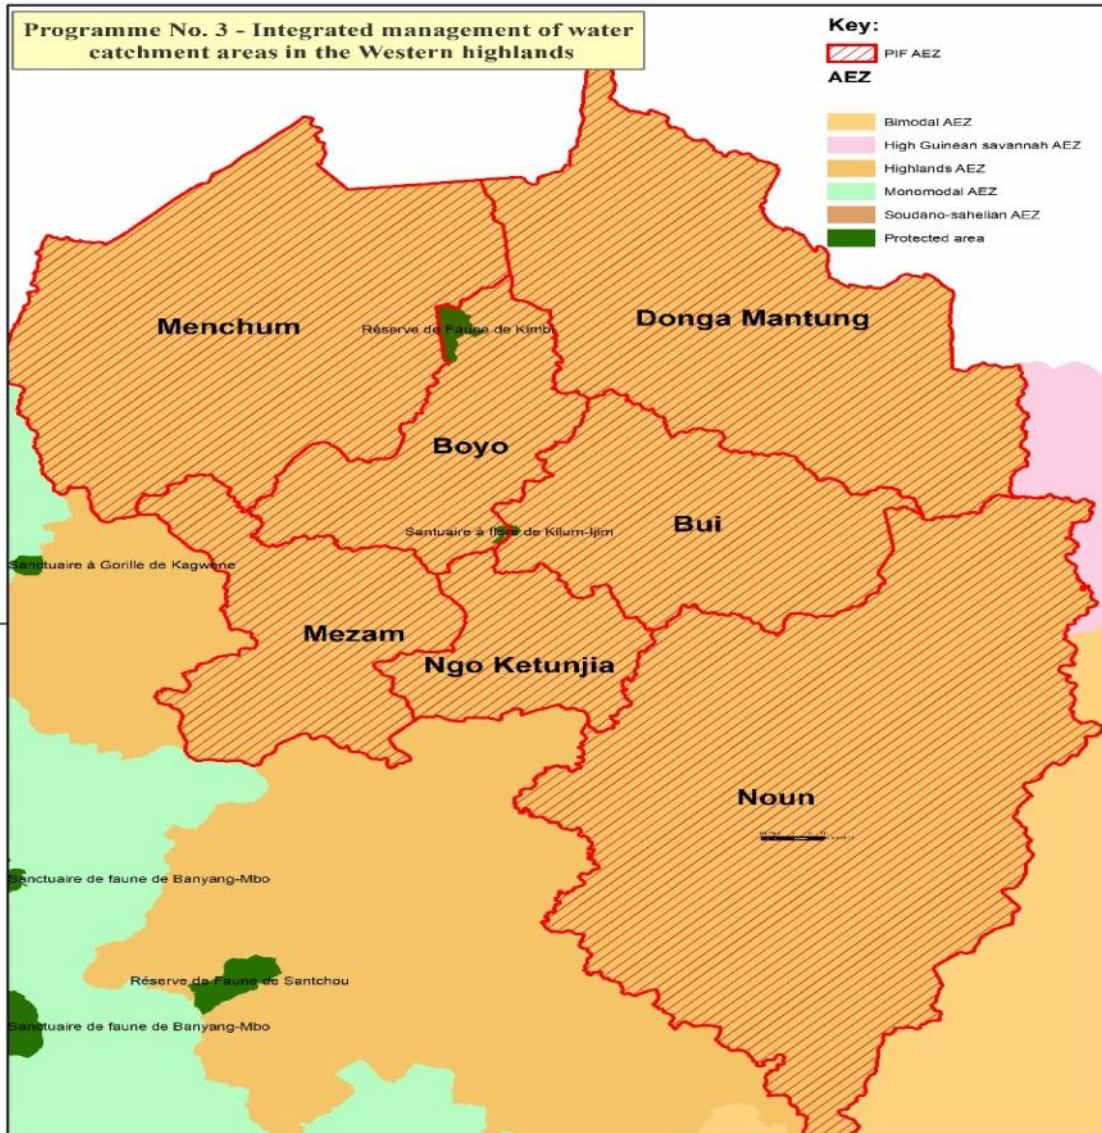 Programme No. 3 - Integrated management of water
catchment areas in the Western highlands
Key:
PIF AEZ
AEZ
Bimodal AEZ
High Guinean savannah AEZ
Highlands AEZ
Monomodal AEZ
Soudano-sahelian AEZ
Protected area
Menchum
Donga Mantung
Réserve de Faune de Kimbi
Boyo
Bui
Santuaire à flore de Kilum-Ijim
Sanctuaire à Gorille de Kagwene
Mezam
Ngo Ketunjia
Noun
Sanctuaire de faune de Banyang-Mbo
Réserve de Faune de Santchou
Sanctuaire de faune de Banyang-Mbo